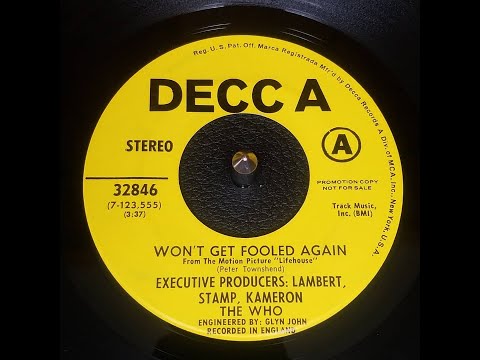 Reg. U.S. Pat. Off. Marca Registrada Mfr'd by Decca Records A Div. of MCA, Inc. New York, U.S.A.
DECCA
STEREO
A
32846
(7-123,555)
(3:37)
PROMOTION COPY
NOT FOR SALE
Track Music,
Inc. (BMI)
WON'T GET FOOLED AGAIN
From The Motion Picture "Lifehouse"
(Peter Townshend)
EXECUTIVE PRODUCERS: LAMBERT,
STAMP, KAMERON
THE WHO
ENGINEERED BY: GLYN JOHN
RECORDED IN ENGLAND